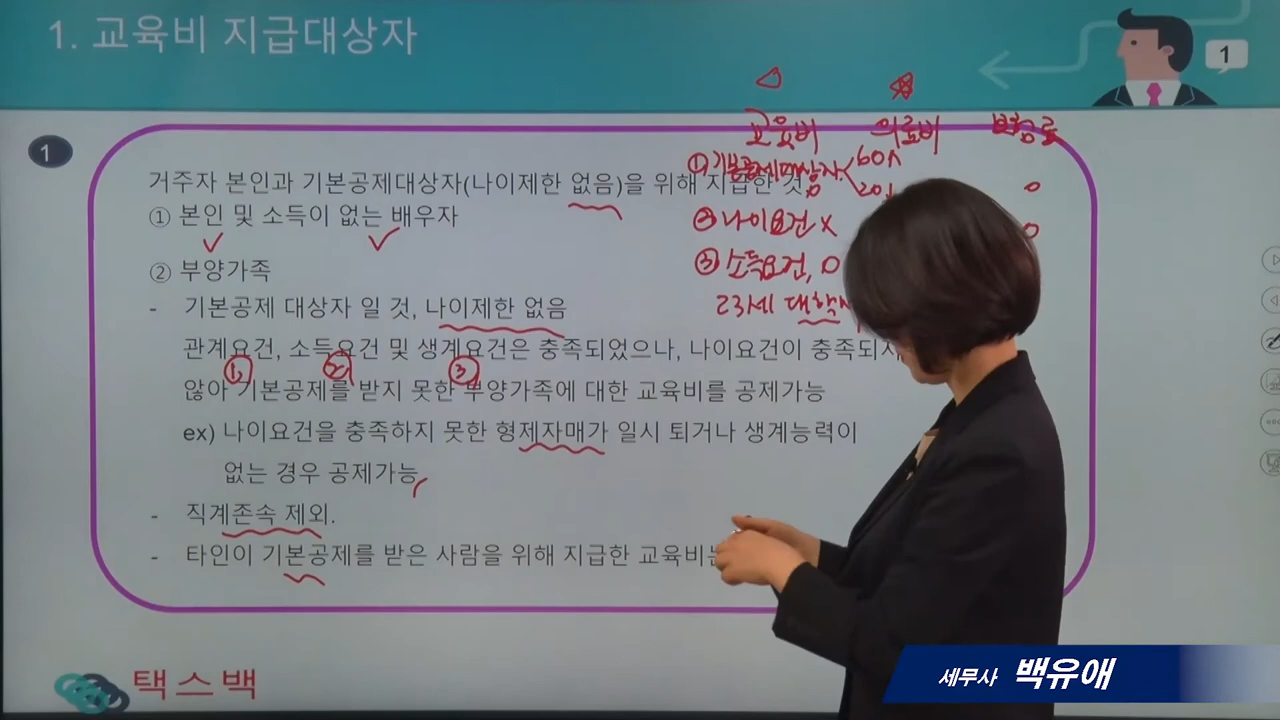 1. 교육비 지급대상자
1
1
교육비 의료비 보험료
① 기본공제대상자 60↑
20↓ O
② 나이요건 X O
③ 소득요건, O
23세 대학
거주자 본인과 기본공제대상자(나이제한 없음)을 위해 지급한 것.
① 본인 및 소득이 없는 배우자
② 부양가족
- 기본공제 대상자 일 것, 나이제한 없음
관계요건, 소득요건 및 생계요건은 충족되었으나, 나이요건이 충족되지
① ② ③
않아 기본공제를 받지 못한 부양가족에 대한 교육비를 공제가능
ex) 나이요건을 충족하지 못한 형제자매가 일시 퇴거나 생계능력이
없는 경우 공제가능
- 직계존속 제외.
- 타인이 기본공제를 받은 사람을 위해 지급한 교육비는
택스백
세무사 백유애